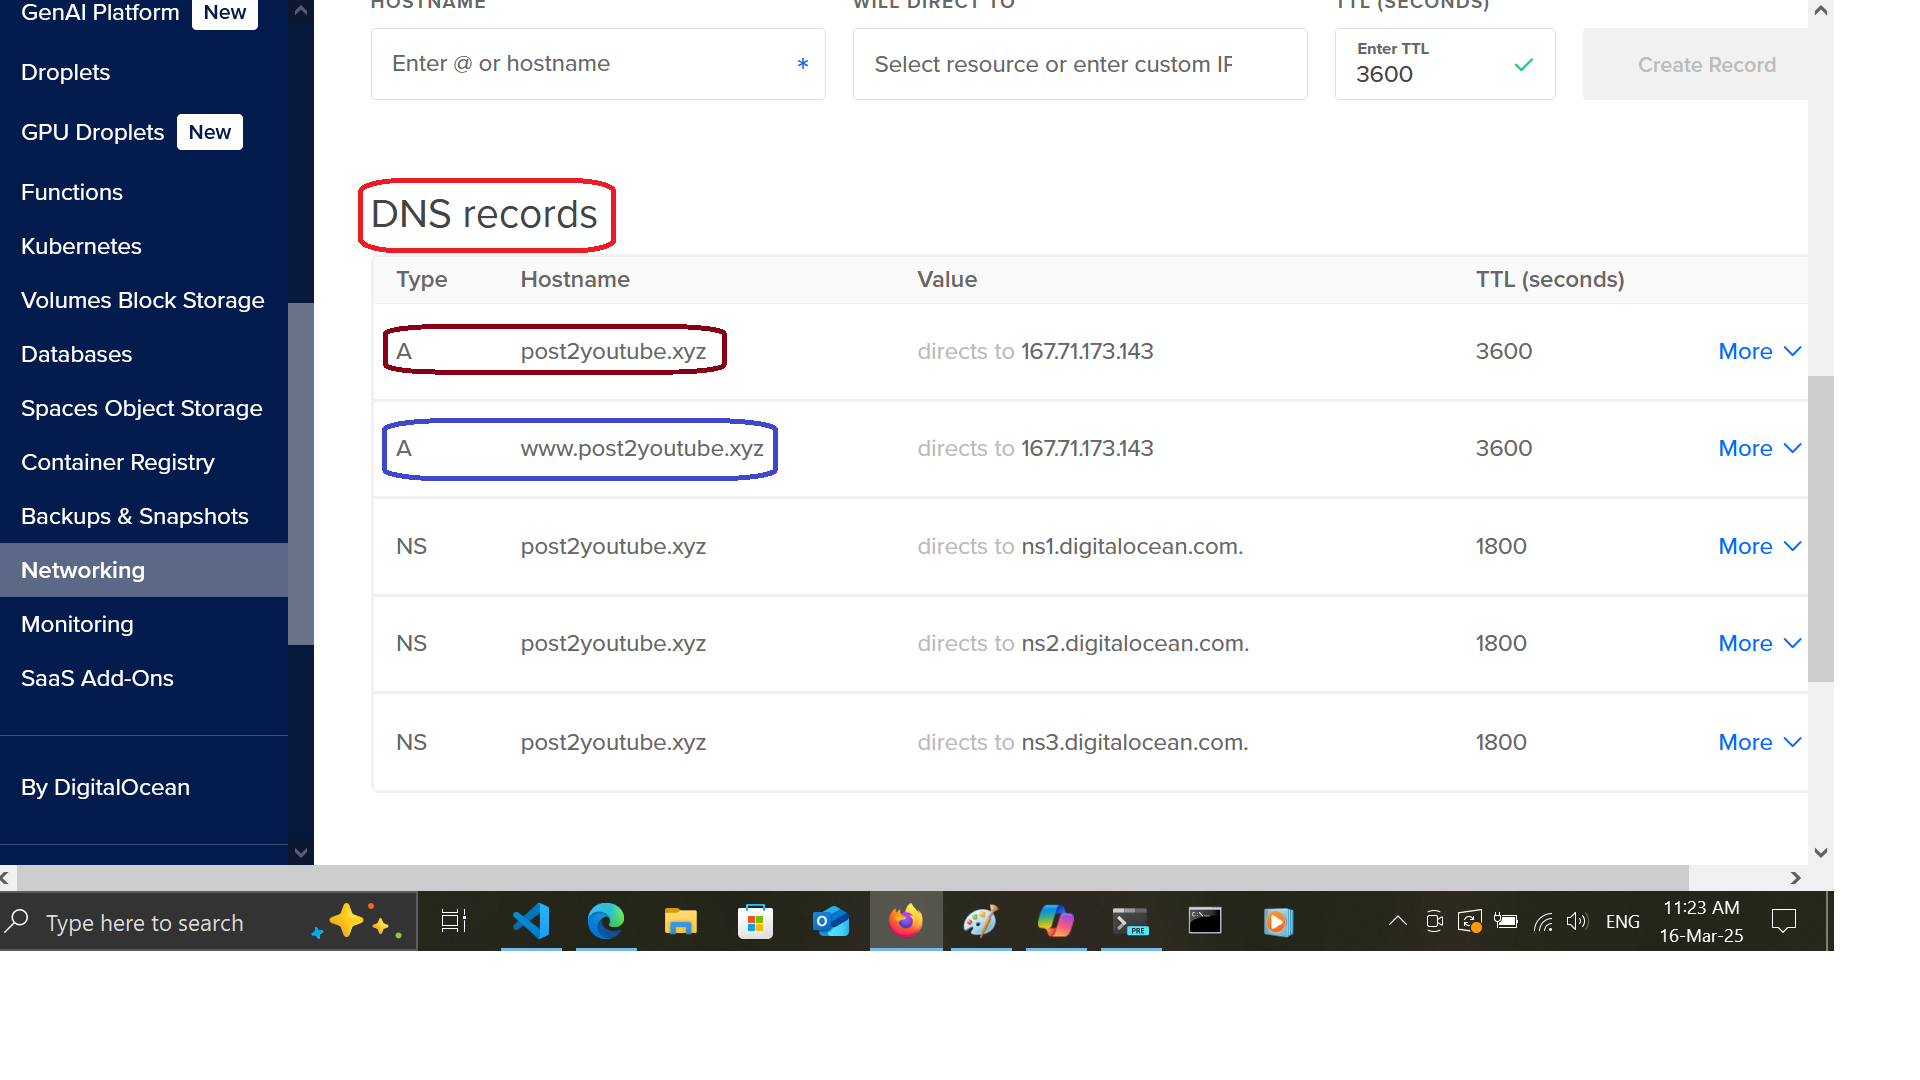 GenAI Platform New
Droplets
GPU Droplets New
Functions
Kubernetes
Volumes Block Storage
Databases
Spaces Object Storage
Container Registry
Backups & Snapshots
Networking
Monitoring
SaaS Add-Ons
By DigitalOcean
HOSTNAME WILL DIRECT TO TTL (SECONDS)
Enter @ or hostname * Select resource or enter custom IP Enter TTL
3600 Create Record
DNS records
Type Hostname Value TTL (seconds)
A post2youtube.xyz directs to 167.71.173.143 3600 More
A www.post2youtube.xyz directs to 167.71.173.143 3600 More
NS post2youtube.xyz directs to ns1.digitalocean.com. 1800 More
NS post2youtube.xyz directs to ns2.digitalocean.com. 1800 More
NS post2youtube.xyz directs to ns3.digitalocean.com. 1800 More
Type here to search PRE ENG 11:23 AM
16-Mar-25